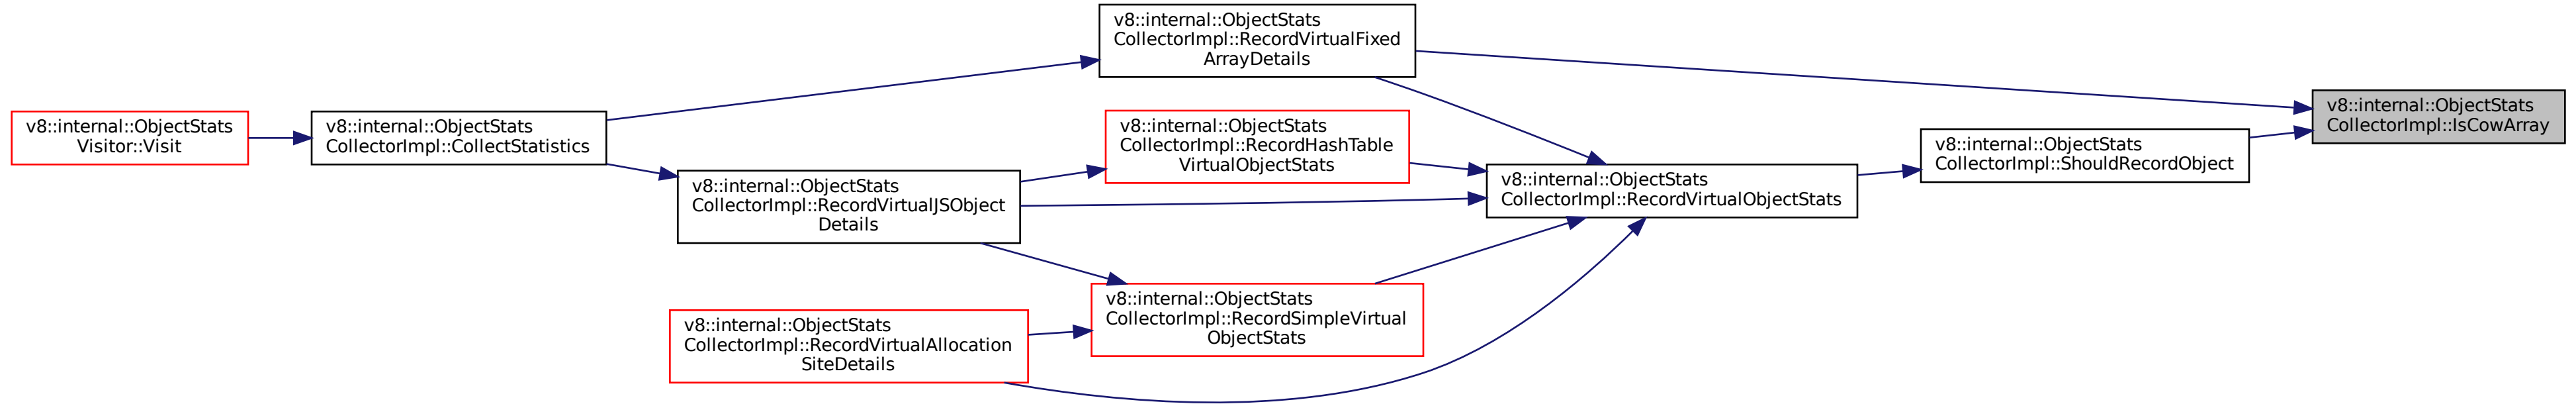 v8::internal::ObjectStats
Visitor::Visit
v8::internal::ObjectStats
CollectorImpl::CollectStatistics
v8::internal::ObjectStats
CollectorImpl::RecordVirtualFixed
ArrayDetails
v8::internal::ObjectStats
CollectorImpl::RecordHashTable
VirtualObjectStats
v8::internal::ObjectStats
CollectorImpl::RecordVirtualJSObject
Details
v8::internal::ObjectStats
CollectorImpl::RecordSimpleVirtual
ObjectStats
v8::internal::ObjectStats
CollectorImpl::RecordVirtualAllocation
SiteDetails
v8::internal::ObjectStats
CollectorImpl::RecordVirtualObjectStats
v8::internal::ObjectStats
CollectorImpl::ShouldRecordObject
v8::internal::ObjectStats
CollectorImpl::IsCowArray